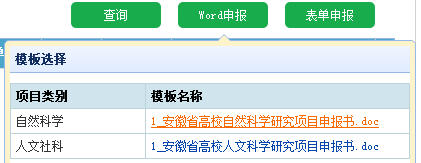 查询 Word申报 表单申报
模板选择
项目类别 模板名称
自然科学 1_安徽省高校自然科学研究项目申报书.doc
人文社科 1_安徽省高校人文科学研究项目申报书.doc